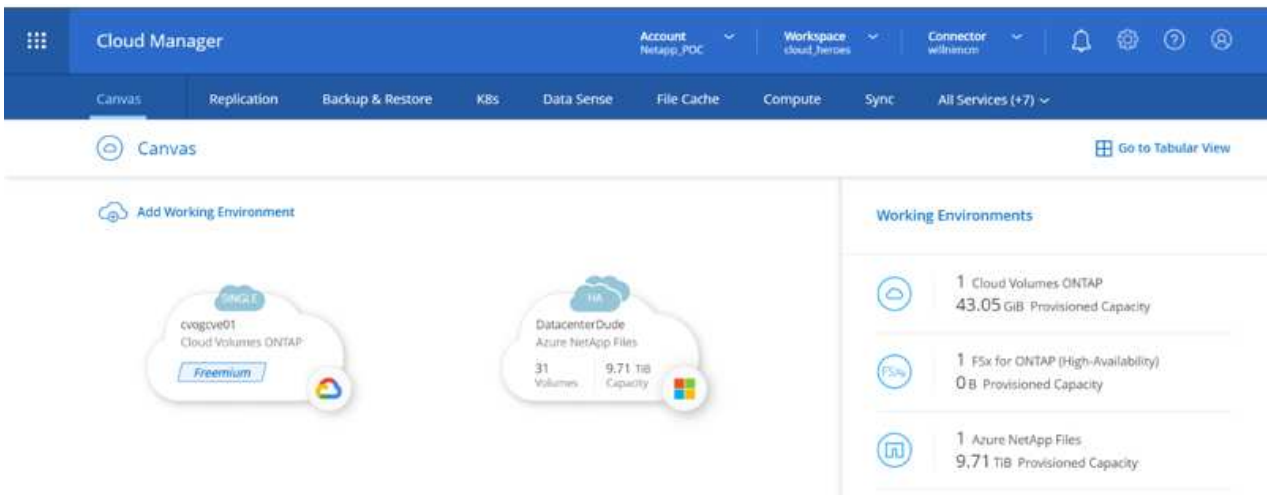 Cloud Manager
Account
Netapp_POC
Workspace
cloud_heroes
Connector
willnimcm
Canvas Replication Backup & Restore K8s Data Sense File Cache Compute Sync All Services (+7)
Canvas
Go to Tabular View
Add Working Environment
SINGLE
cvogcve01
Cloud Volumes ONTAP
Freemium
HA
DatacenterDude
Azure NetApp Files
31 9.71 TiB
Volumes Capacity
Working Environments
1 Cloud Volumes ONTAP
43.05 GiB Provisioned Capacity
FSx
1 FSx for ONTAP (High-Availability)
0 B Provisioned Capacity
1 Azure NetApp Files
9.71 TiB Provisioned Capacity